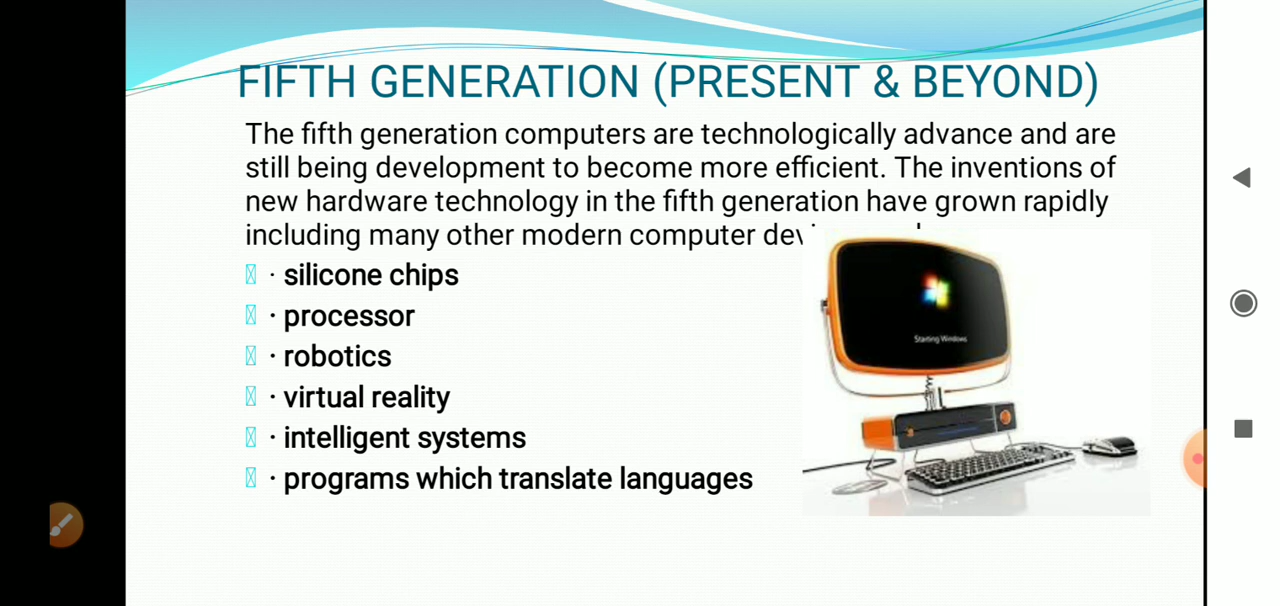 FIFTH GENERATION (PRESENT & BEYOND)
The fifth generation computers are technologically advance and are
still being development to become more efficient. The inventions of
new hardware technology in the fifth generation have grown rapidly
including many other modern computer
· silicone chips
· processor
· robotics
· virtual reality
· intelligent systems
· programs which translate languages
Starting Windows